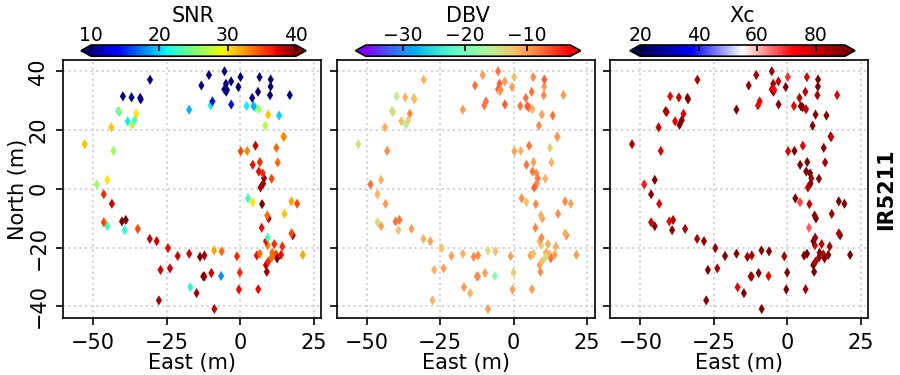 SNR DBV Xc
10 20 30 40 −30 −20 −10 20 40 60 80
40
20
0
−20
−40
North (m)
IR5211
−50 −25 0 25 −50 −25 0 25 −50 −25 0 25
East (m) East (m) East (m)